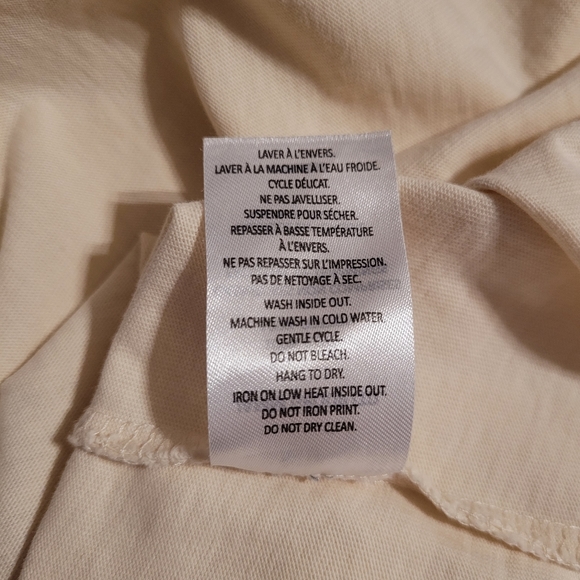 LAVER À L'ENVERS.
LAVER À LA MACHINE À L'EAU FROIDE.
CYCLE DÉLICAT.
NE PAS JAVELLISER.
SUSPENDRE POUR SÉCHER.
REPASSER À BASSE TEMPÉRATURE
À L'ENVERS.
NE PAS REPASSER SUR L'IMPRESSION.
PAS DE NETOYAGE À SEC.
WASH INSIDE OUT.
MACHINE WASH IN COLD WATER
GENTLE CYCLE.
DO NOT BLEACH.
HANG TO DRY.
IRON ON LOW HEAT INSIDE OUT.
DO NOT IRON PRINT.
DO NOT DRY CLEAN.